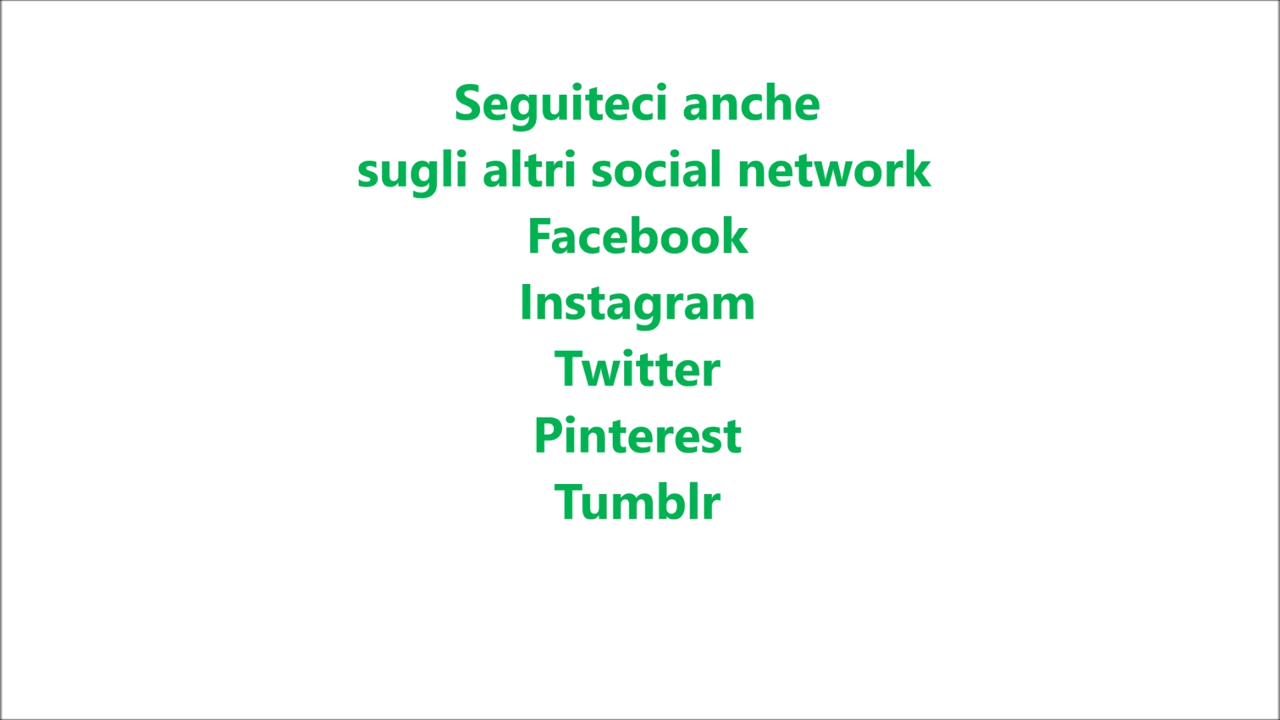 Seguiteci anche
sugli altri social network
Facebook
Instagram
Twitter
Pinterest
Tumblr